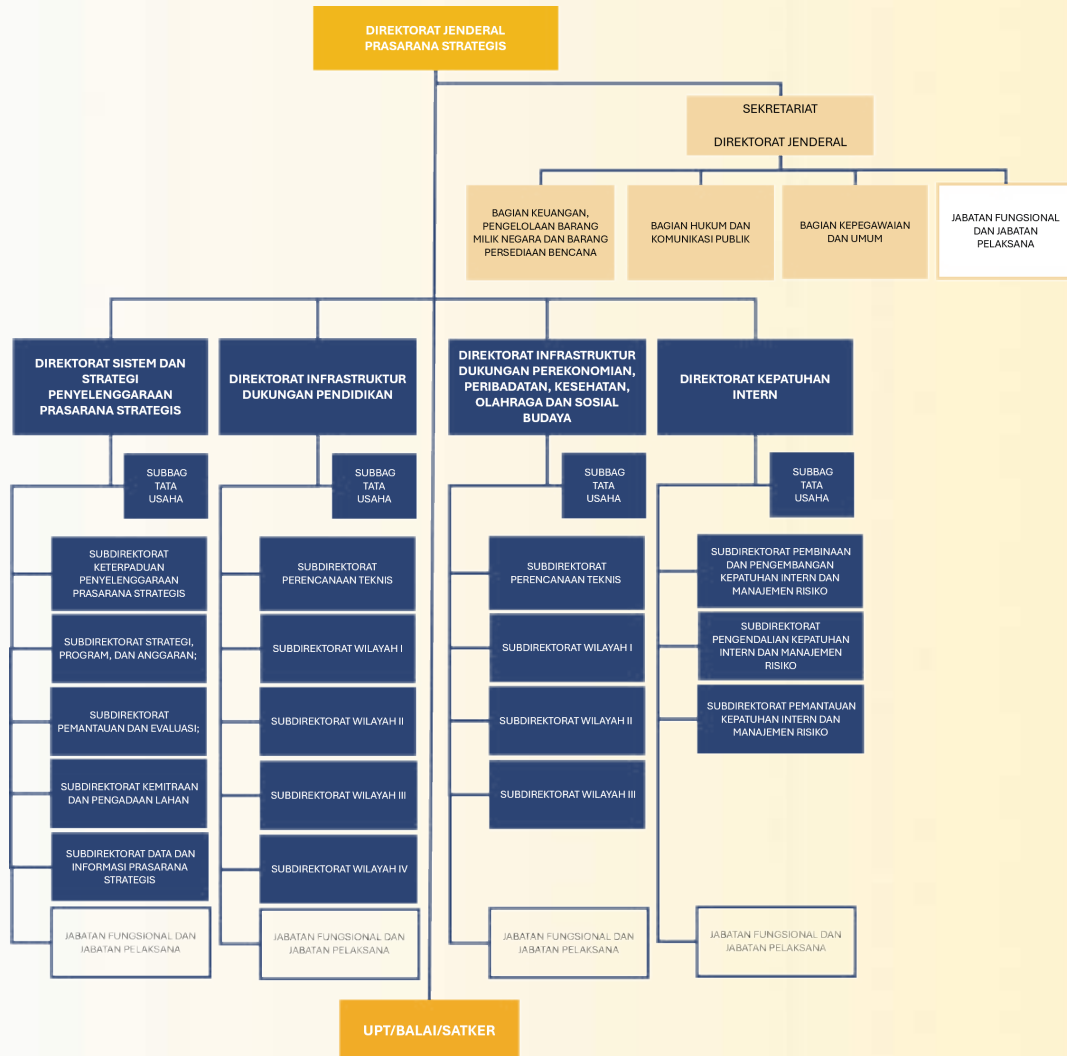 DIREKTORAT JENDERAL
PRASARANA STRATEGIS
SEKRETARIAT
DIREKTORAT JENDERAL
BAGIAN KEUANGAN,
PENGELOLAAN BARANG
MILIK NEGARA DAN BARANG
PERSEDIAAN BENCANA
BAGIAN HUKUM DAN
KOMUNIKASI PUBLIK
BAGIAN KEPEGAWAIAN
DAN UMUM
JABATAN FUNGSIONAL
DAN JABATAN
PELAKSANA
DIREKTORAT SISTEM DAN
STRATEGI
PENYELENGGARAAN
PRASARANA STRATEGIS
DIREKTORAT INFRASTRUKTUR
DUKUNGAN PENDIDIKAN
DIREKTORAT INFRASTRUKTUR
DUKUNGAN PEREKONOMIAN,
PERIBADATAN, KESEHATAN,
OLAHRAGA DAN SOSIAL
BUDAYA
DIREKTORAT KEPATUHAN
INTERN
SUBBAG
TATA
USAHA
SUBDIREKTORAT
KETERPADUAN
PENYELENGGARAAN
PRASARANA STRATEGIS
SUBDIREKTORAT STRATEGI,
PROGRAM, DAN ANGGARAN;
SUBDIREKTORAT
PEMANTAUAN DAN EVALUASI;
SUBDIREKTORAT KEMITRAAN
DAN PENGADAAN LAHAN
SUBDIREKTORAT DATA DAN
INFORMASI PRASARANA
STRATEGIS
JABATAN FUNGSIONAL DAN
JABATAN PELAKSANA
SUBBAG
TATA
USAHA
SUBDIREKTORAT
PERENCANAAN TEKNIS
SUBDIREKTORAT WILAYAH I
SUBDIREKTORAT WILAYAH II
SUBDIREKTORAT WILAYAH III
SUBDIREKTORAT WILAYAH IV
JABATAN FUNGSIONAL DAN
JABATAN PELAKSANA
SUBBAG
TATA
USAHA
SUBDIREKTORAT
PERENCANAAN TEKNIS
SUBDIREKTORAT WILAYAH I
SUBDIREKTORAT WILAYAH II
SUBDIREKTORAT WILAYAH III
JABATAN FUNGSIONAL DAN
JABATAN PELAKSANA
SUBBAG
TATA
USAHA
SUBDIREKTORAT PEMBINAAN
DAN PENGEMBANGAN
KEPATUHAN INTERN DAN
MANAJEMEN RISIKO
SUBDIREKTORAT
PENGENDALIAN KEPATUHAN
INTERN DAN MANAJEMEN
RISIKO
SUBDIREKTORAT PEMANTAUAN
KEPATUHAN INTERN DAN
MANAJEMEN RISIKO
JABATAN FUNGSIONAL DAN
JABATAN PELAKSANA
UPT/BALAI/SATKER